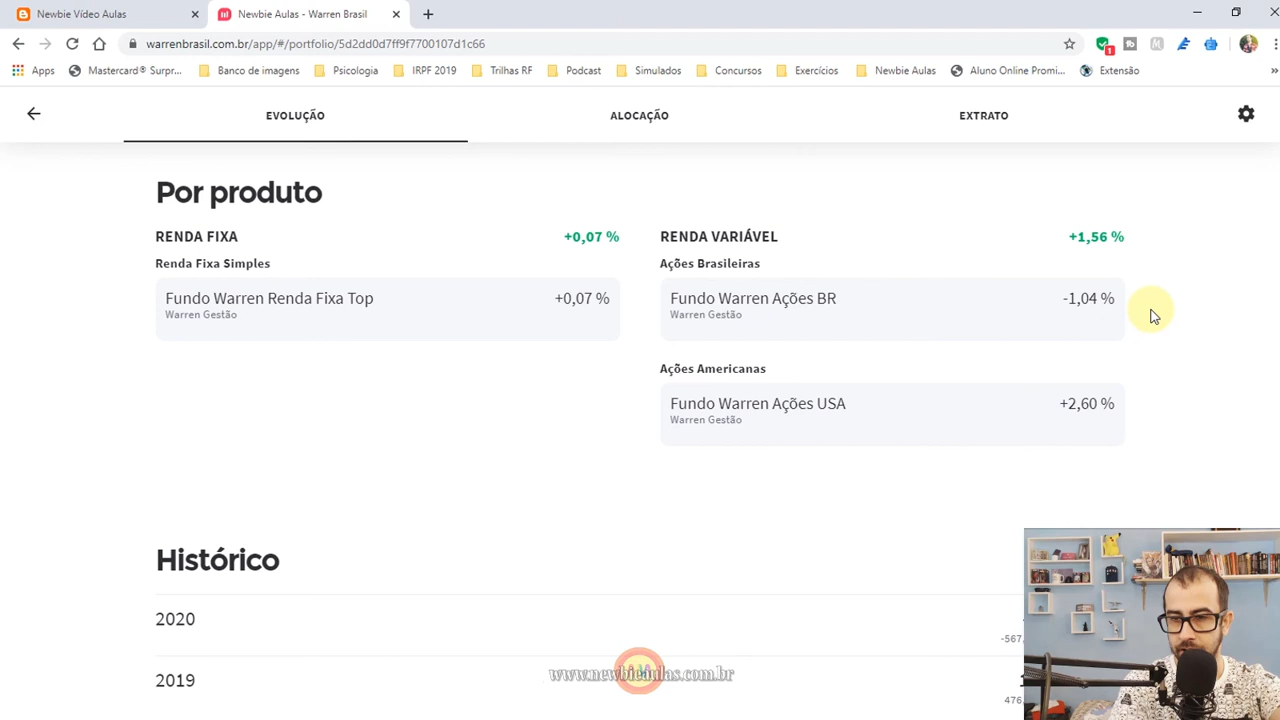 Newbie Vídeo Aulas
Newbie Aulas - Warren Brasil
warrenbrasil.com.br/app/#/portfolio/5d2dd0d7ff9f7700107d1c66
1
Apps
Mastercard® Surpr...
Banco de imagens
Psicologia
IRPF 2019
Trilhas RF
Podcast
Simulados
Concursos
Exercícios
Newbie Aulas
Aluno Online Promi...
Extensão
EVOLUÇÃO
ALOCAÇÃO
EXTRATO
Por produto
RENDA FIXA +0,07 %
Renda Fixa Simples
Fundo Warren Renda Fixa Top +0,07 %
Warren Gestão
RENDA VARIÁVEL +1,56 %
Ações Brasileiras
Fundo Warren Ações BR -1,04 %
Warren Gestão
Ações Americanas
Fundo Warren Ações USA +2,60 %
Warren Gestão
Histórico
2020
-567,
www.newbieaulas.com.br
2019
476,